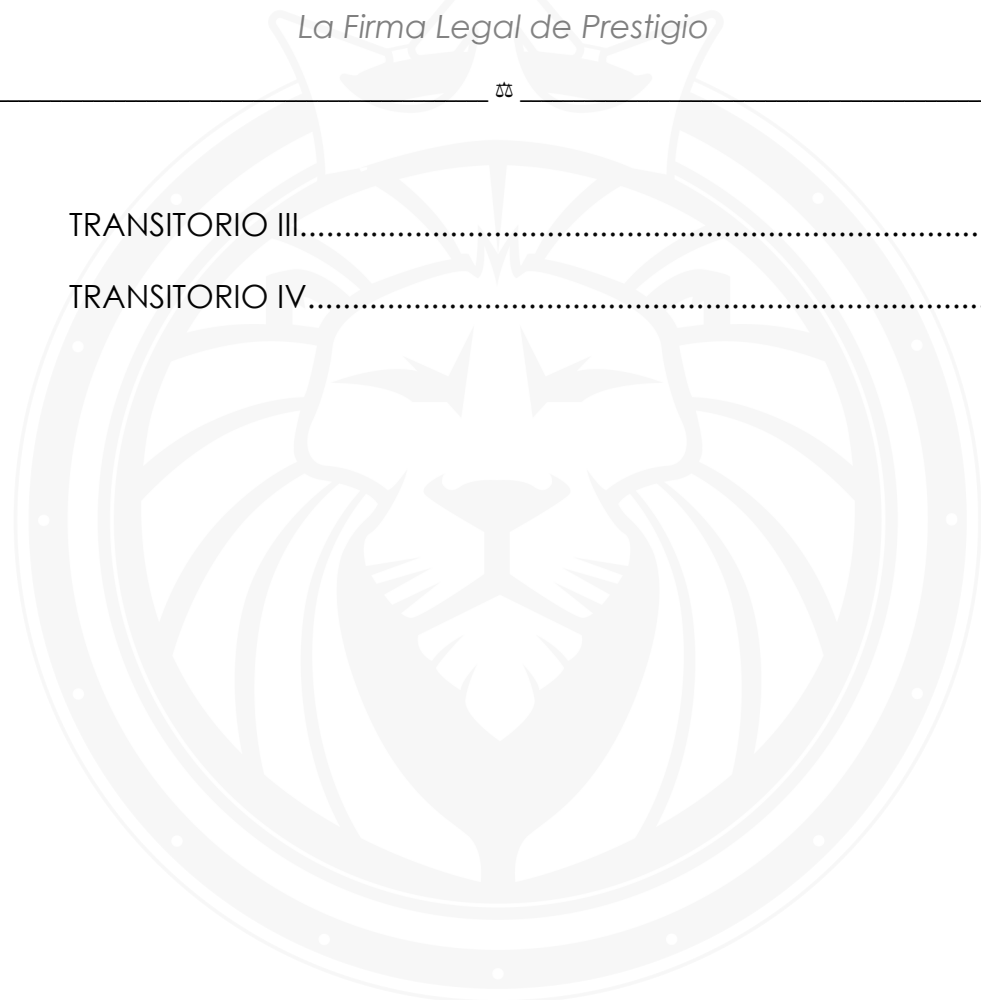 La Firma Legal de Prestigio
⚖
TRANSITORIO III............................................................................
TRANSITORIO IV...........................................................................